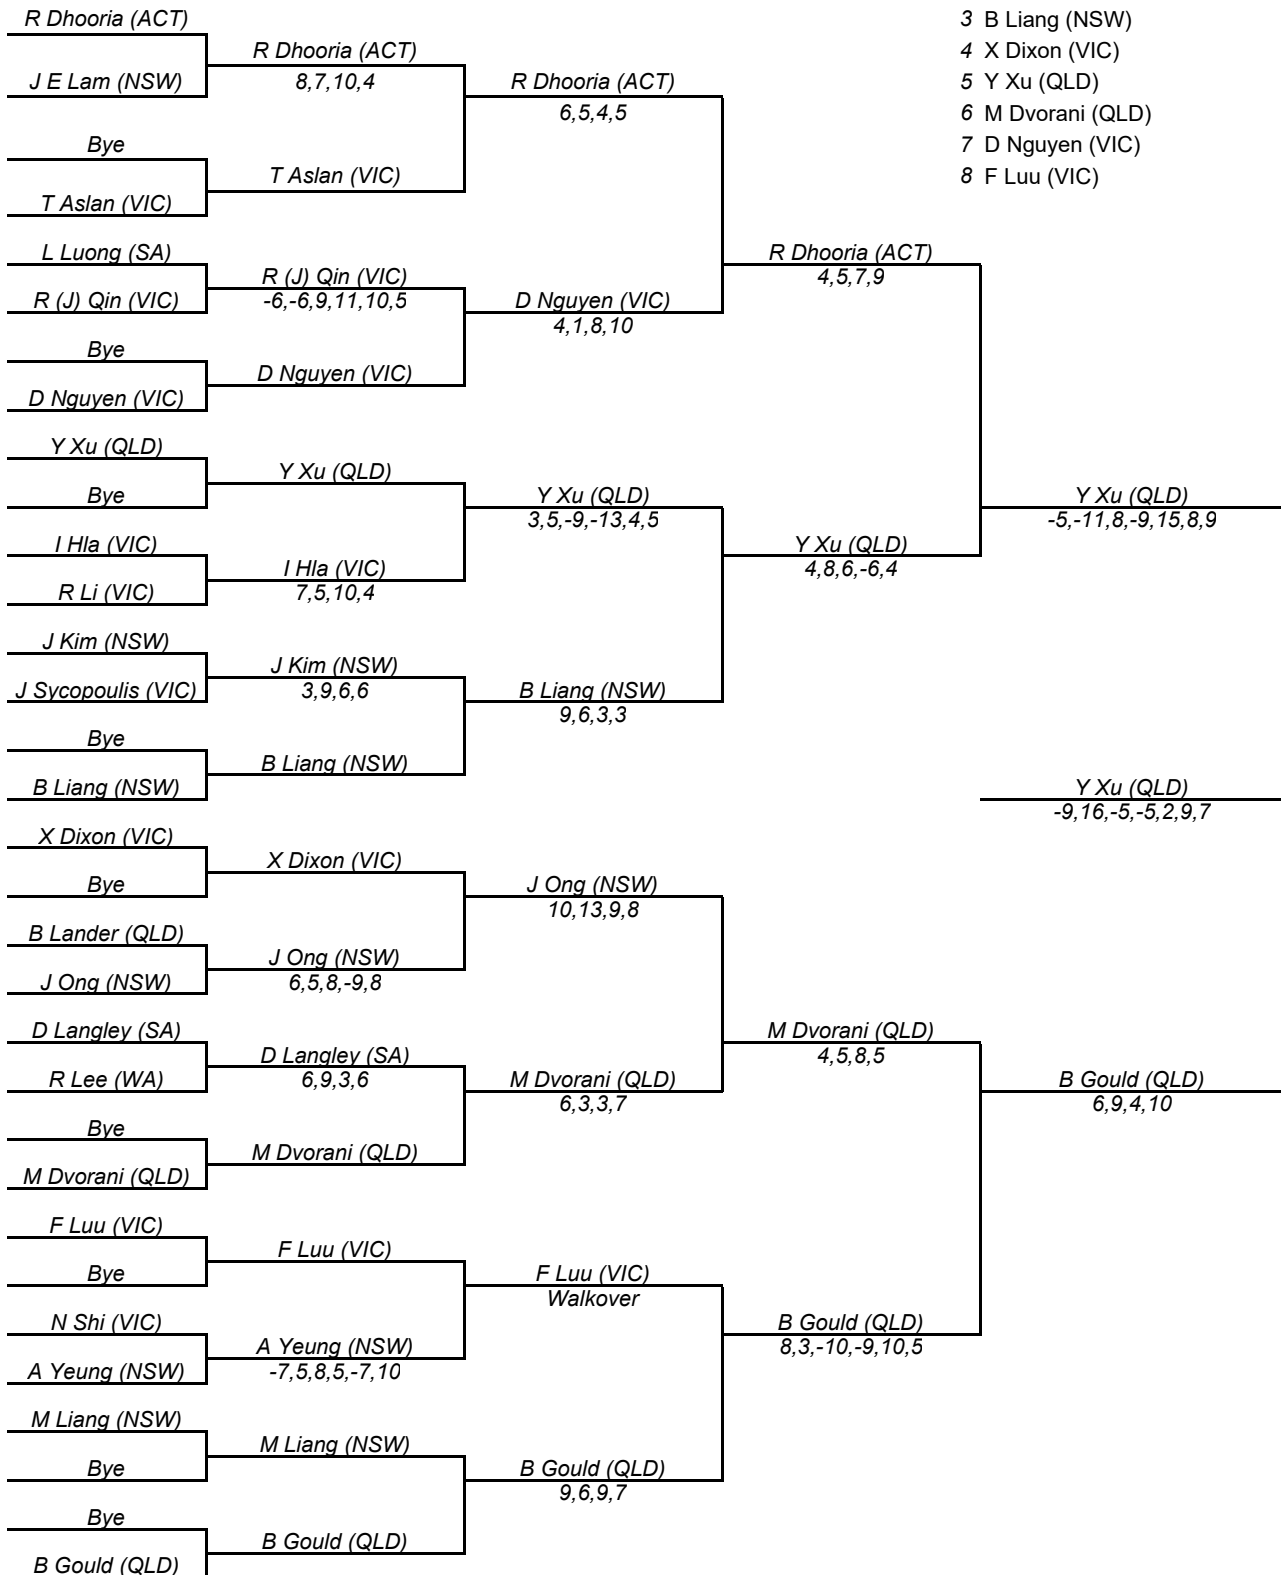 R Dhooria (ACT)
J E Lam (NSW)
Bye
T Aslan (VIC)
L Luong (SA)
R (J) Qin (VIC)
Bye
D Nguyen (VIC)
Y Xu (QLD)
Bye
I Hla (VIC)
R Li (VIC)
J Kim (NSW)
J Sycopoulis (VIC)
Bye
B Liang (NSW)
X Dixon (VIC)
Bye
B Lander (QLD)
J Ong (NSW)
D Langley (SA)
R Lee (WA)
Bye
M Dvorani (QLD)
F Luu (VIC)
Bye
N Shi (VIC)
A Yeung (NSW)
M Liang (NSW)
Bye
Bye
B Gould (QLD)
R Dhooria (ACT)
8,7,10,4
T Aslan (VIC)
R (J) Qin (VIC)
-6,-6,9,11,10,5
D Nguyen (VIC)
Y Xu (QLD)
I Hla (VIC)
7,5,10,4
J Kim (NSW)
3,9,6,6
B Liang (NSW)
X Dixon (VIC)
J Ong (NSW)
6,5,8,-9,8
D Langley (SA)
6,9,3,6
M Dvorani (QLD)
F Luu (VIC)
A Yeung (NSW)
-7,5,8,5,-7,10
M Liang (NSW)
B Gould (QLD)
R Dhooria (ACT)
6,5,4,5
D Nguyen (VIC)
4,1,8,10
Y Xu (QLD)
3,5,-9,-13,4,5
B Liang (NSW)
9,6,3,3
J Ong (NSW)
10,13,9,8
M Dvorani (QLD)
6,3,3,7
F Luu (VIC)
Walkover
B Gould (QLD)
9,6,9,7
R Dhooria (ACT)
4,5,7,9
Y Xu (QLD)
4,8,6,-6,4
M Dvorani (QLD)
4,5,8,5
B Gould (QLD)
8,3,-10,-9,10,5
3 B Liang (NSW)
4 X Dixon (VIC)
5 Y Xu (QLD)
6 M Dvorani (QLD)
7 D Nguyen (VIC)
8 F Luu (VIC)
Y Xu (QLD)
-5,-11,8,-9,15,8,9
Y Xu (QLD)
-9,16,-5,-5,2,9,7
B Gould (QLD)
6,9,4,10